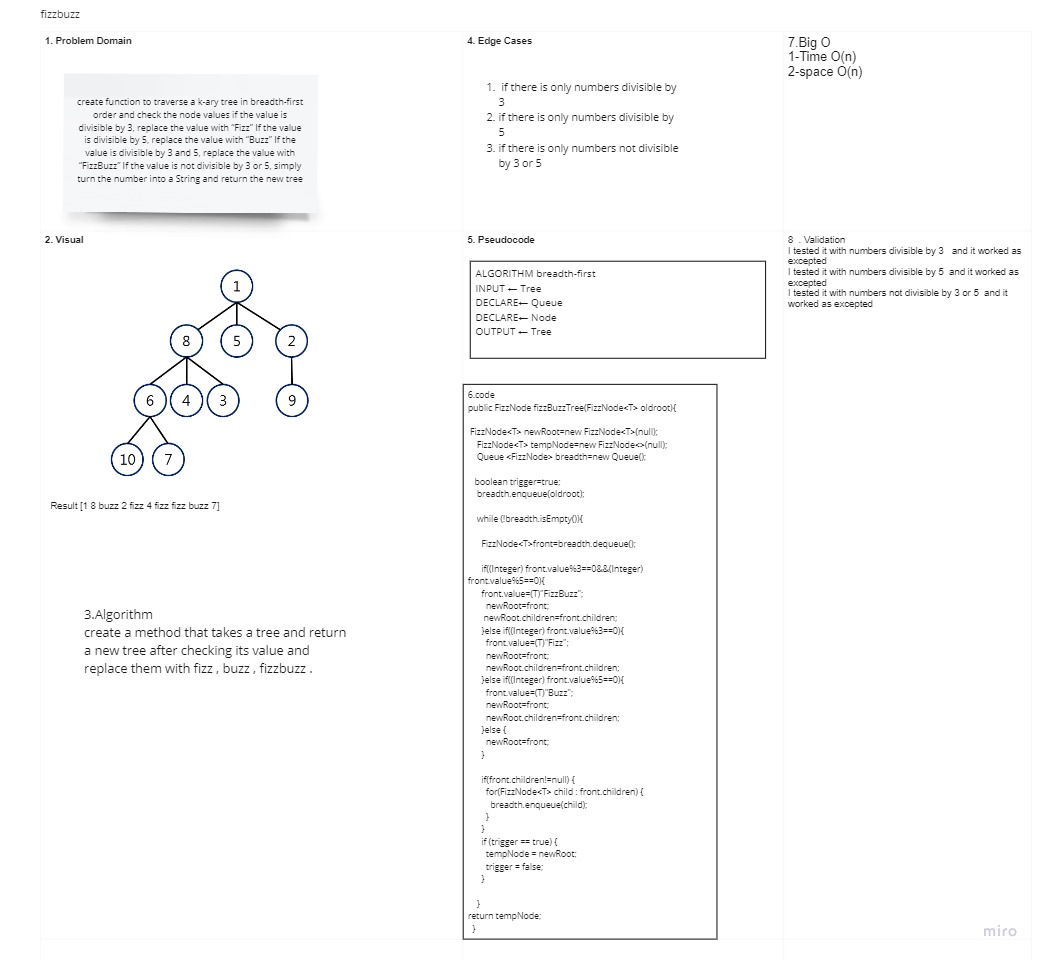 fizzbuzz
1. Problem Domain
create function to traverse a k-ary tree in breadth-first
order and check the node values if the value is
divisible by 3, replace the value with "Fizz" If the value
is divisible by 5, replace the value with "Buzz" If the
value is divisible by 3 and 5, replace the value with
"FizzBuzz" If the value is not divisible by 3 or 5, simply
turn the number into a String and return the new tree
2. Visual
1
8 5 2
6 4 3 9
10 7
Result [1 8 buzz 2 fizz 4 fizz fizz buzz 7]
3.Algorithm
create a method that takes a tree and return
a new tree after checking its value and
replace them with fizz , buzz , fizzbuzz .
4. Edge Cases
1. if there is only numbers divisible by
3
2. if there is only numbers divisible by
5
3. if there is only numbers not divisible
by 3 or 5
5. Pseudocode
ALGORITHM breadth-first
INPUT ← Tree
DECLARE← Queue
DECLARE← Node
OUTPUT ← Tree
6.code
public FizzNode fizzBuzzTree(FizzNode<T> oldroot){
FizzNode<T> newRoot=new FizzNode<T>(null);
FizzNode<T> tempNode=new FizzNode<>(null);
Queue <FizzNode> breadth=new Queue();
boolean trigger=true;
breadth.enqueue(oldroot);
while (!breadth.isEmpty()){
FizzNode<T>front=breadth.dequeue();
if((Integer) front.value%3==0&&(Integer)
front.value%5==0){
front.value=(T)"FizzBuzz";
newRoot=front;
newRoot.children=front.children;
}else if((Integer) front.value%3==0){
front.value=(T)"Fizz";
newRoot=front;
newRoot.children=front.children;
}else if((Integer) front.value%5==0){
front.value=(T)"Buzz";
newRoot=front;
newRoot.children=front.children;
}else {
newRoot=front;
}
if(front.children!=null) {
for(FizzNode<T> child : front.children) {
breadth.enqueue(child);
}
}
if (trigger == true) {
tempNode = newRoot;
trigger = false;
}
}
return tempNode;
}
7.Big O
1-Time O(n)
2-space O(n)
8 . Validation
I tested it with numbers divisible by 3 and it worked as
excepted
I tested it with numbers divisible by 5 and it worked as
excepted
I tested it with numbers not divisible by 3 or 5 and it
worked as excepted
miro